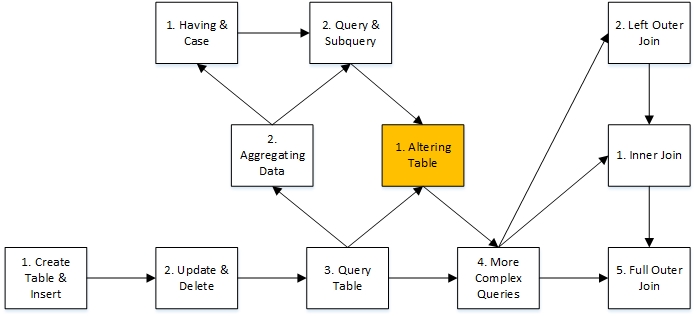 1. Having &
Case
2. Query &
Subquery
2. Left Outer
Join
2.
Aggregating
Data
1. Altering
Table
1. Inner Join
1. Create
Table &
Insert
2. Update &
Delete
3. Query
Table
4. More
Complex
Queries
5. Full Outer
Join